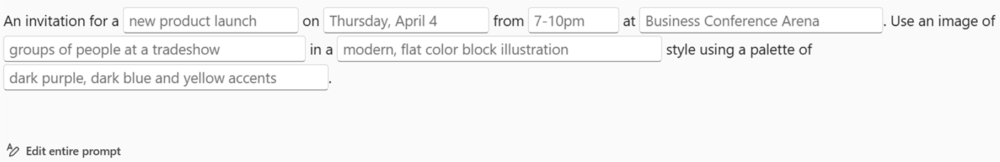 An invitation for a new product launch on Thursday, April 4 from 7-10pm at Business Conference Arena. Use an image of
groups of people at a tradeshow in a modern, flat color block illustration style using a palette of
dark purple, dark blue and yellow accents.
Edit entire prompt